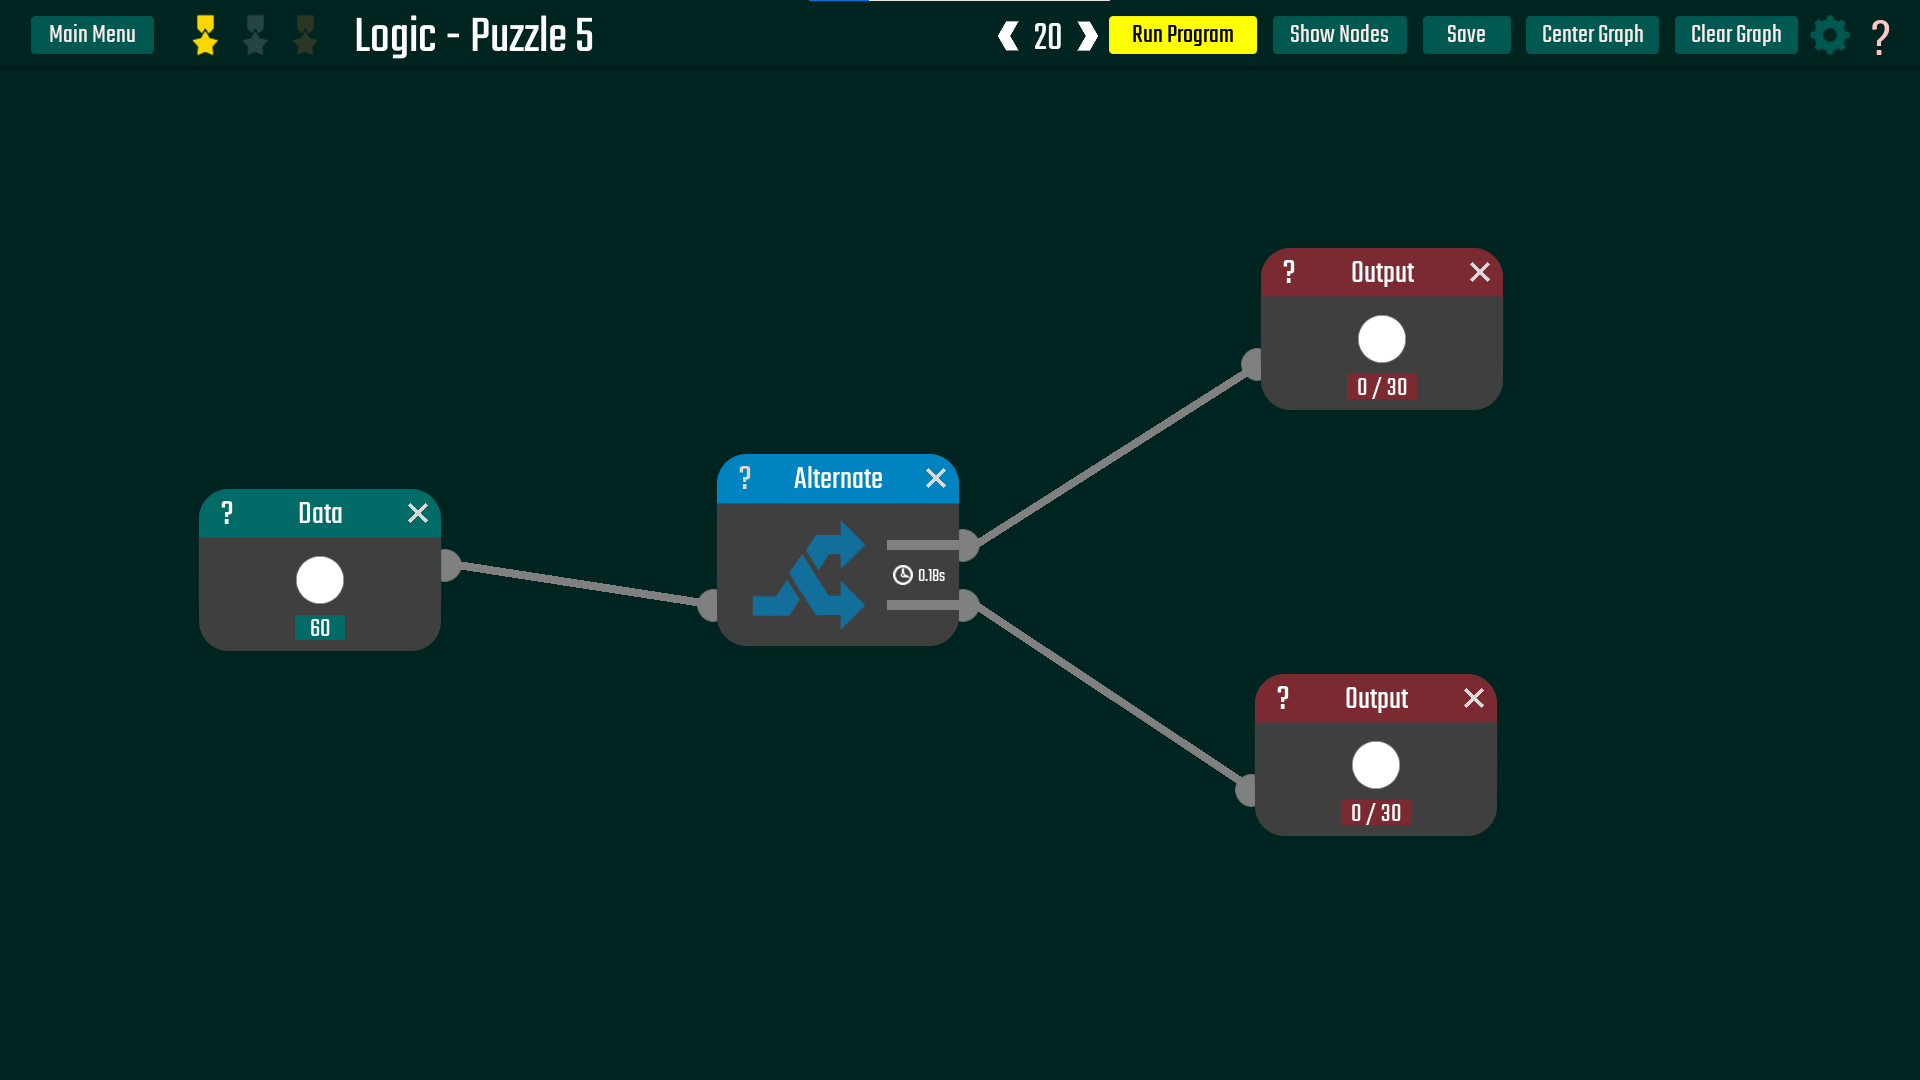 Main Menu
Logic - Puzzle 5
20
Run Program
Show Nodes
Save
Center Graph
Clear Graph
?
? Output
0 / 30
? Alternate
0.18s
? Data
60
? Output
0 / 30